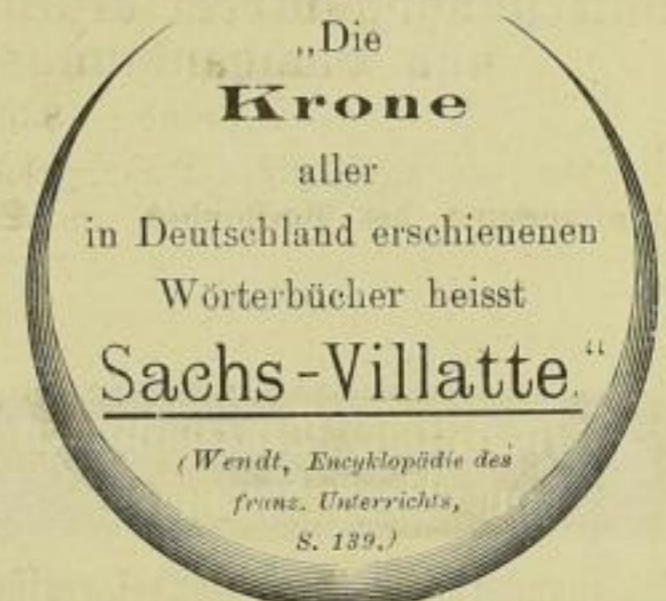 „Die
Krone
aller
in Deutschland erschienenen
Wörterbücher heisst
Sachs-Villatte.“
(Wendt, Encyklopädie des
franz. Unterrichts,
S. 139.)